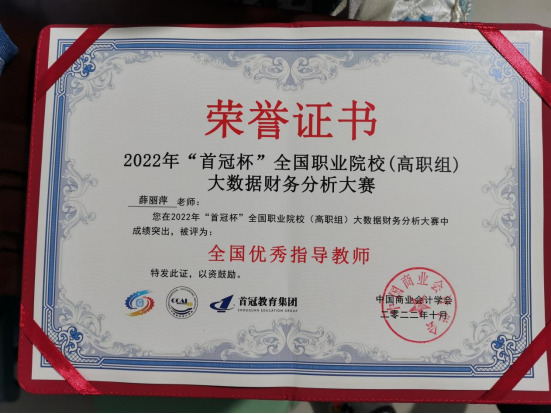 荣誉证书
2022年“首冠杯”全国职业院校(高职组)
大数据财务分析大赛
薛丽萍 老师：
您在2022年“首冠杯”全国职业院校（高职组）大数据财务分析大赛中
成绩突出，被评为：
全国优秀指导教师
特发此证，以资鼓励。
首冠教育集团
SHOUGUAN EDUCATION GROUP
中国商业会计学会
二〇二二年十月